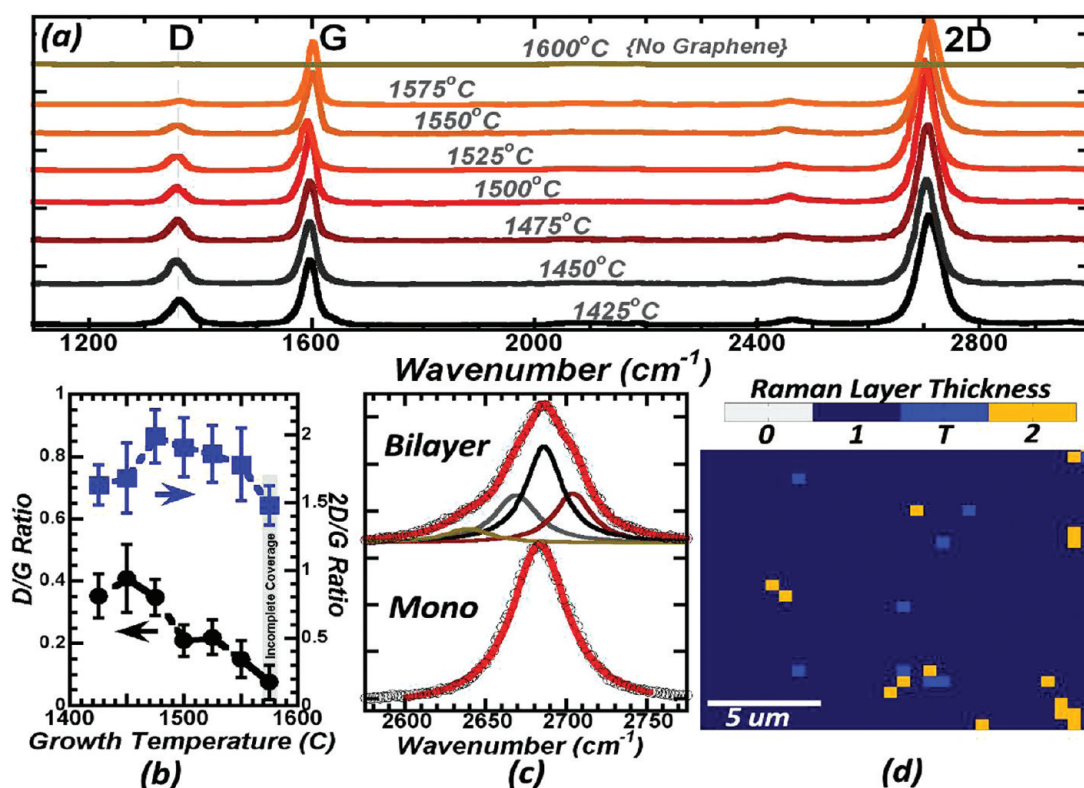 (a)
D
G
2D
1600°C {No Graphene}
1575°C
1550°C
1525°C
1500°C
1475°C
1450°C
1425°C
1200 1600 2000 2400 2800
Wavenumber (cm⁻¹)
D/G Ratio
1
0.8
0.6
0.4
0.2
0
2
1.5
1
0.5
0
2D/G Ratio
Incomplete Coverage
1400 1500 1600
Growth Temperature (C)
(b)
Bilayer
Mono
2600 2650 2700 2750
Wavenumber (cm⁻¹)
(c)
Raman Layer Thickness
0 1 T 2
5 um
(d)